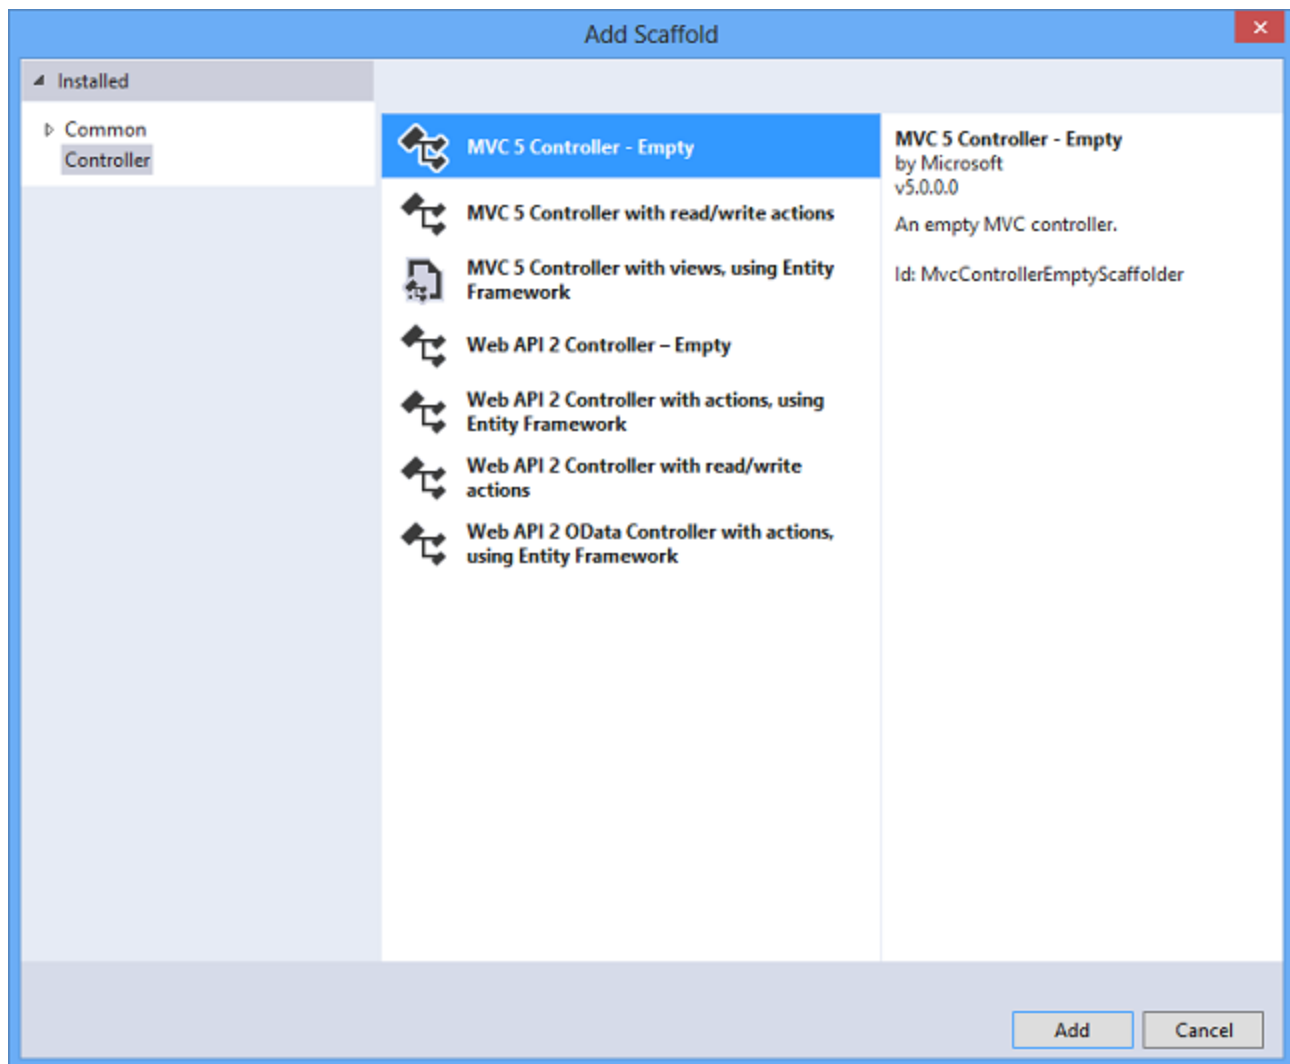 Add Scaffold
Installed
Common
Controller
MVC 5 Controller - Empty
MVC 5 Controller with read/write actions
MVC 5 Controller with views, using Entity
Framework
Web API 2 Controller – Empty
Web API 2 Controller with actions, using
Entity Framework
Web API 2 Controller with read/write
actions
Web API 2 OData Controller with actions,
using Entity Framework
MVC 5 Controller - Empty
by Microsoft
v5.0.0.0
An empty MVC controller.
Id: MvcControllerEmptyScaffolder
Add
Cancel